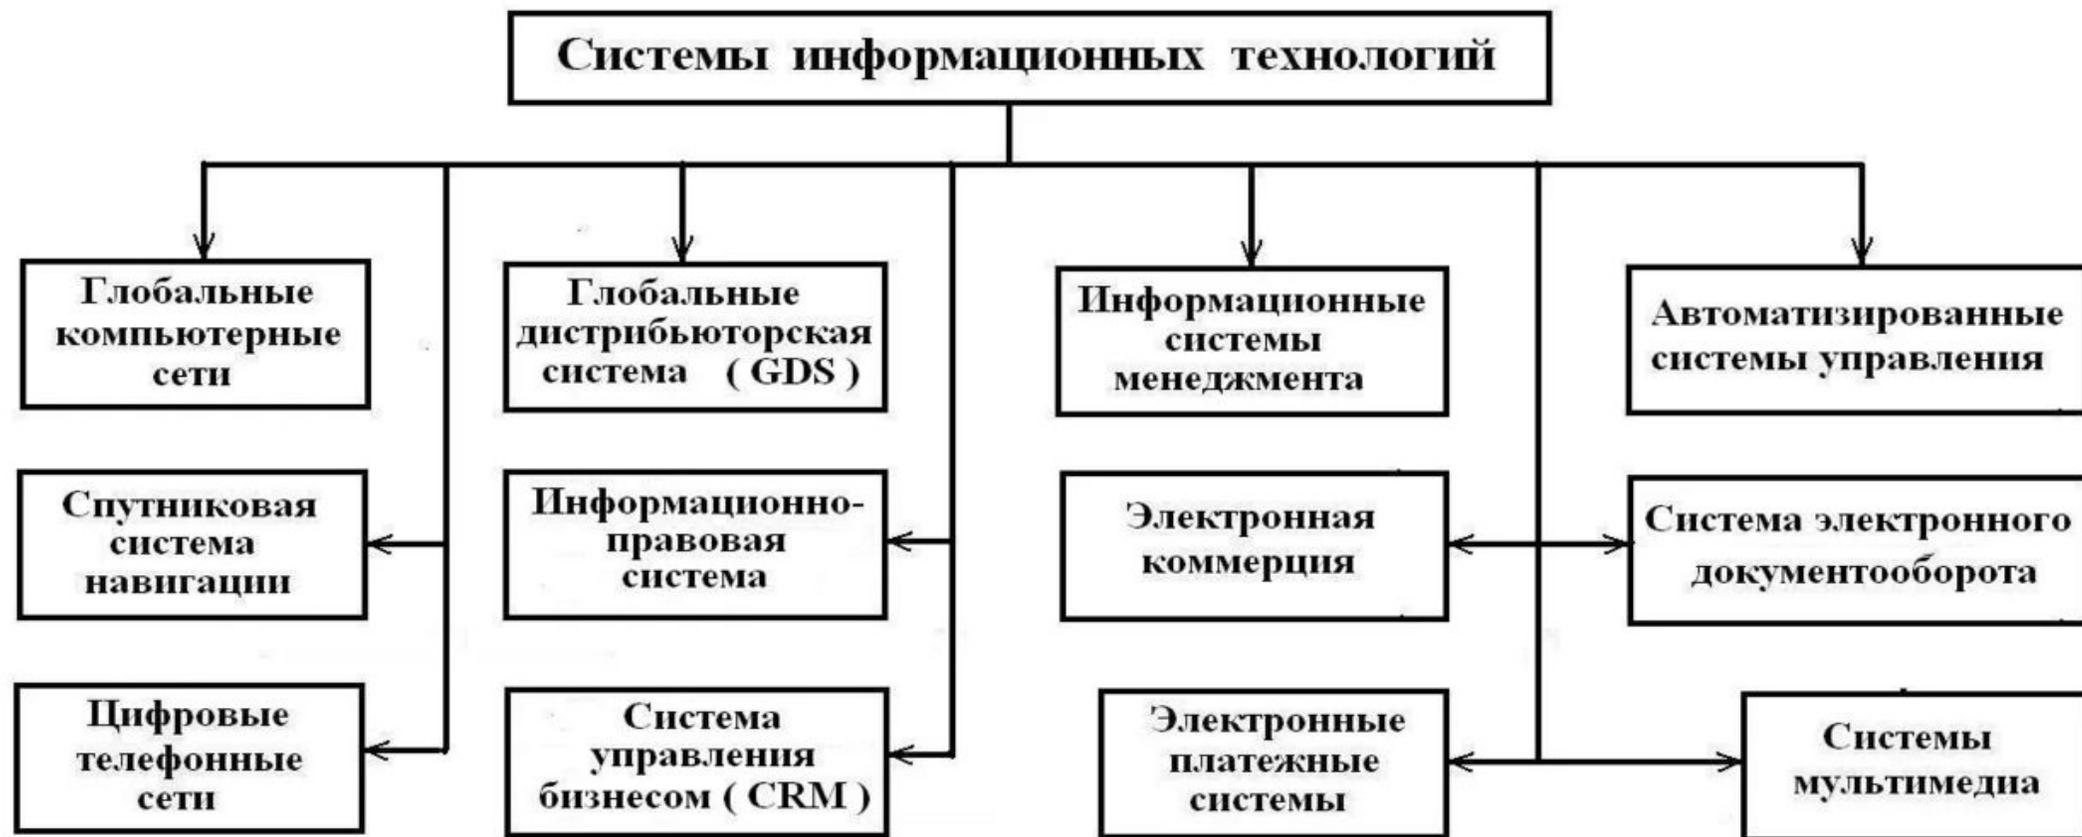 Системы информационных технологий
Глобальные
компьютерные
сети
Глобальные
дистрибьюторская
система ( GDS )
Информационные
системы
менеджмента
Автоматизированные
системы управления
Спутниковая
система
навигации
Информационно-
правовая
система
Электронная
коммерция
Система электронного
документооборота
Цифровые
телефонные
сети
Система
управления
бизнесом ( CRM )
Электронные
платежные
системы
Системы
мультимедиа